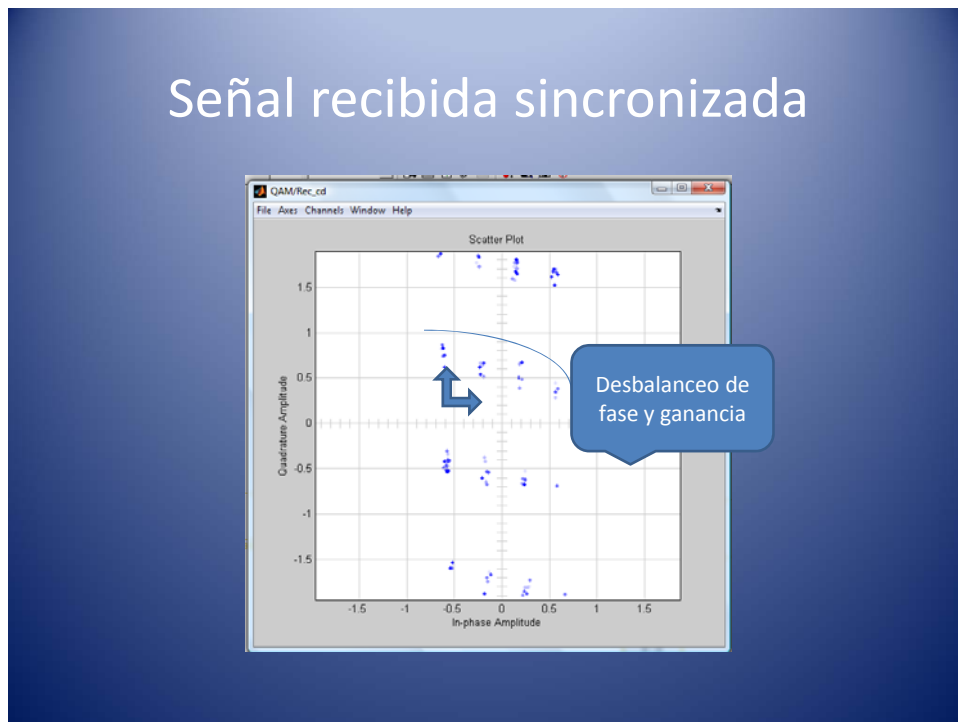 Señal recibida sincronizada
QAM/Rec_cd
File Axes Channels Window Help
Scatter Plot
1.5
1
0.5
0
-0.5
-1
-1.5
Quadrature Amplitude
Desbalanceo de
fase y ganancia
-1.5 -1 -0.5 0 0.5 1 1.5
In-phase Amplitude